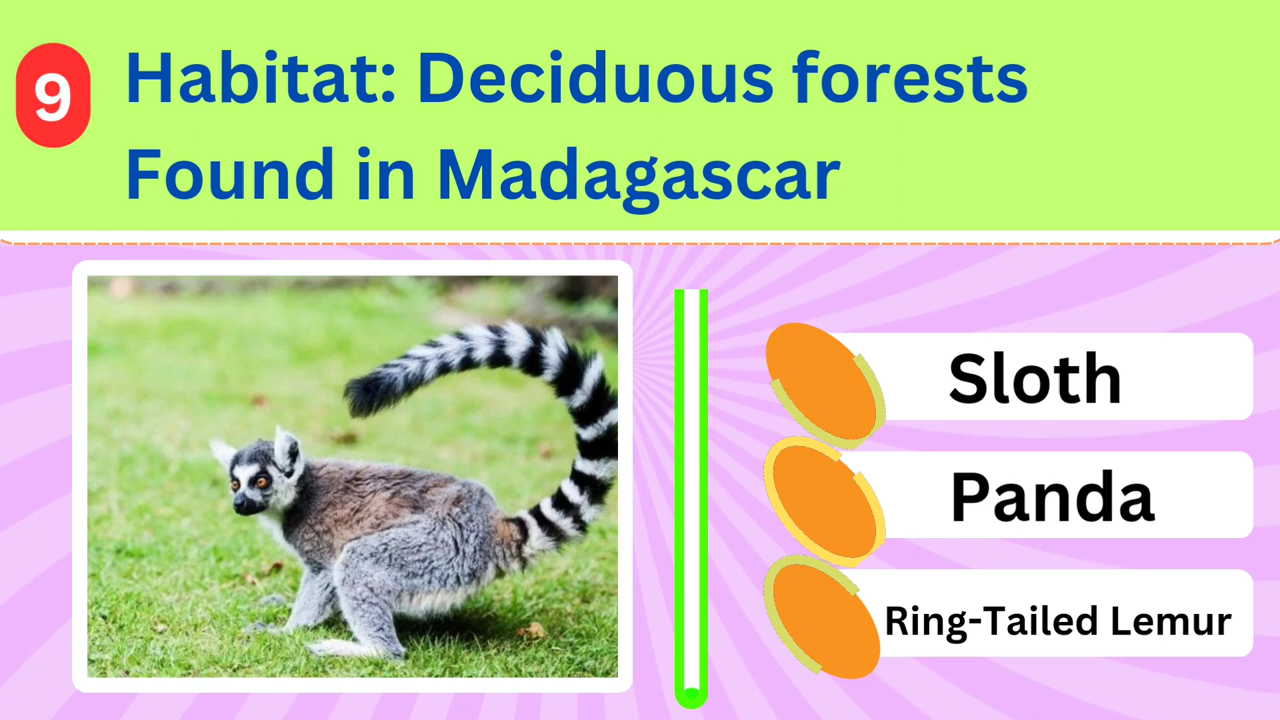 9
Habitat: Deciduous forests
Found in Madagascar
Sloth
Panda
Ring-Tailed Lemur